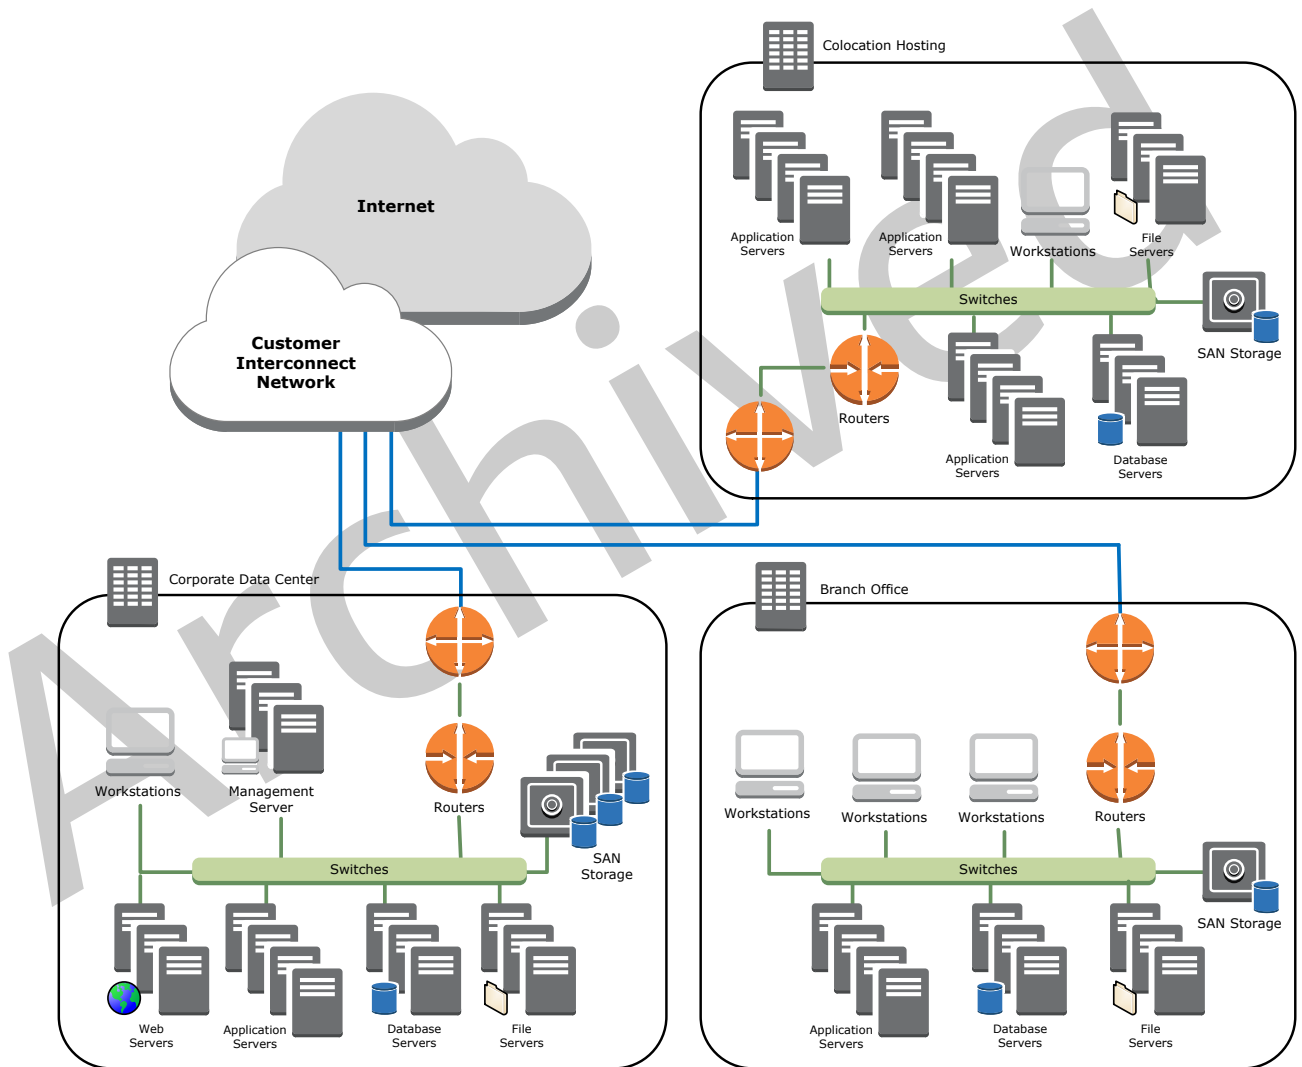 Colocation Hosting
Internet
Application
Servers
Application
Servers
Workstations
File
Servers
Switches
SAN Storage
Customer
Interconnect
Network
Routers
Application
Servers
Database
Servers
Archived
Corporate Data Center
Workstations
Management
Server
Routers
SAN
Storage
Switches
Web
Servers
Application
Servers
Database
Servers
File
Servers
Branch Office
Workstations
Workstations
Workstations
Routers
Switches
SAN Storage
Application
Servers
Database
Servers
File
Servers